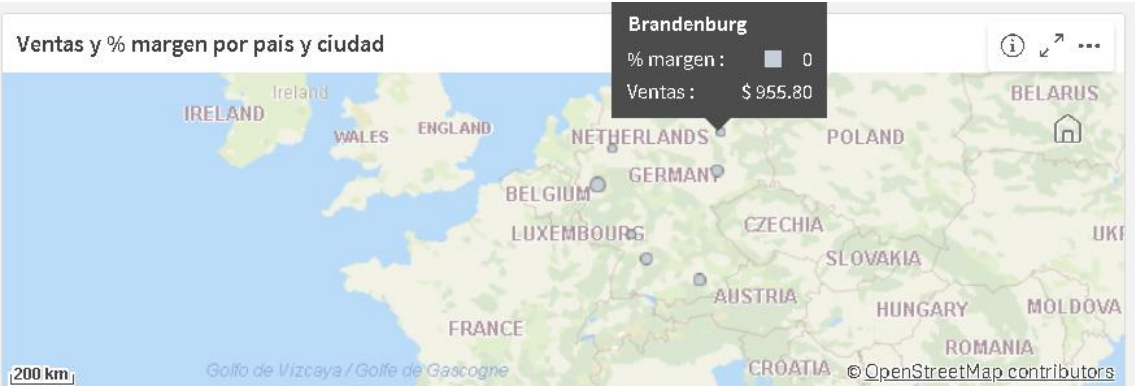 Ventas y % margen por país y ciudad
Brandenburg
% margen : 0
Ventas : $ 955.80
Ireland
IRELAND
WALES
ENGLAND
NETHERLANDS
POLAND
BELARUS
BELGIUM
GERMANY
LUXEMBOURG
CZECHIA
UKR
SLOVAKIA
AUSTRIA
HUNGARY
MOLDOVA
FRANCE
ROMANIA
CROATIA
Golfo de Vizcaya / Golfe de Gascogne
200 km
© OpenStreetMap contributors